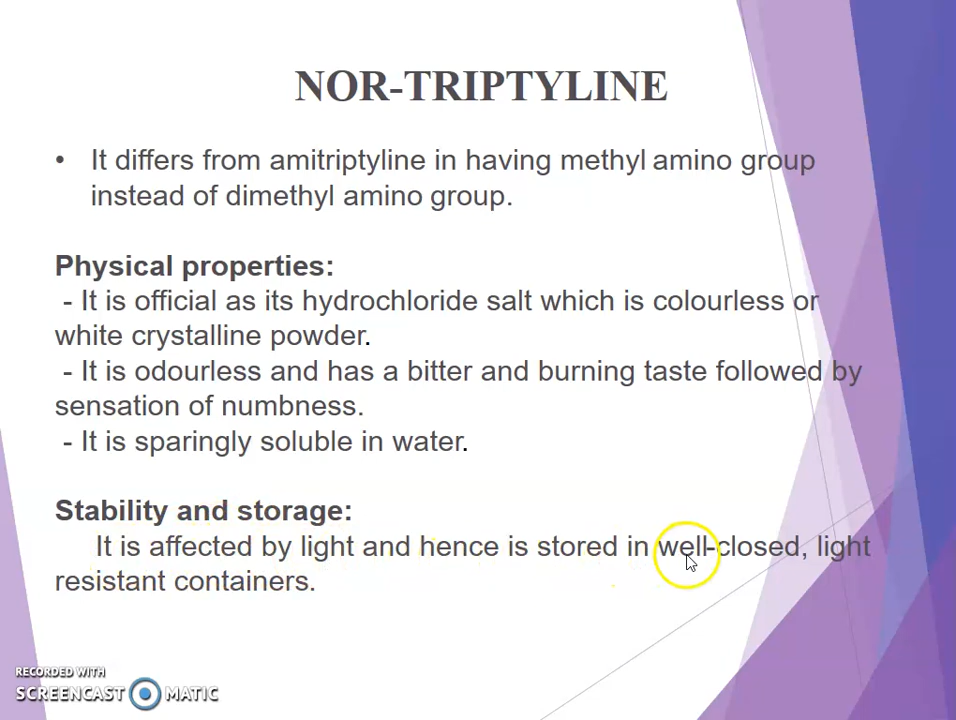 NOR-TRIPTYLINE
• It differs from amitriptyline in having methyl amino group
instead of dimethyl amino group.
Physical properties:
- It is official as its hydrochloride salt which is colourless or
white crystalline powder.
- It is odourless and has a bitter and burning taste followed by
sensation of numbness.
- It is sparingly soluble in water.
Stability and storage:
It is affected by light and hence is stored in well-closed, light
resistant containers.
RECORDED WITH
SCREENCAST MATIC